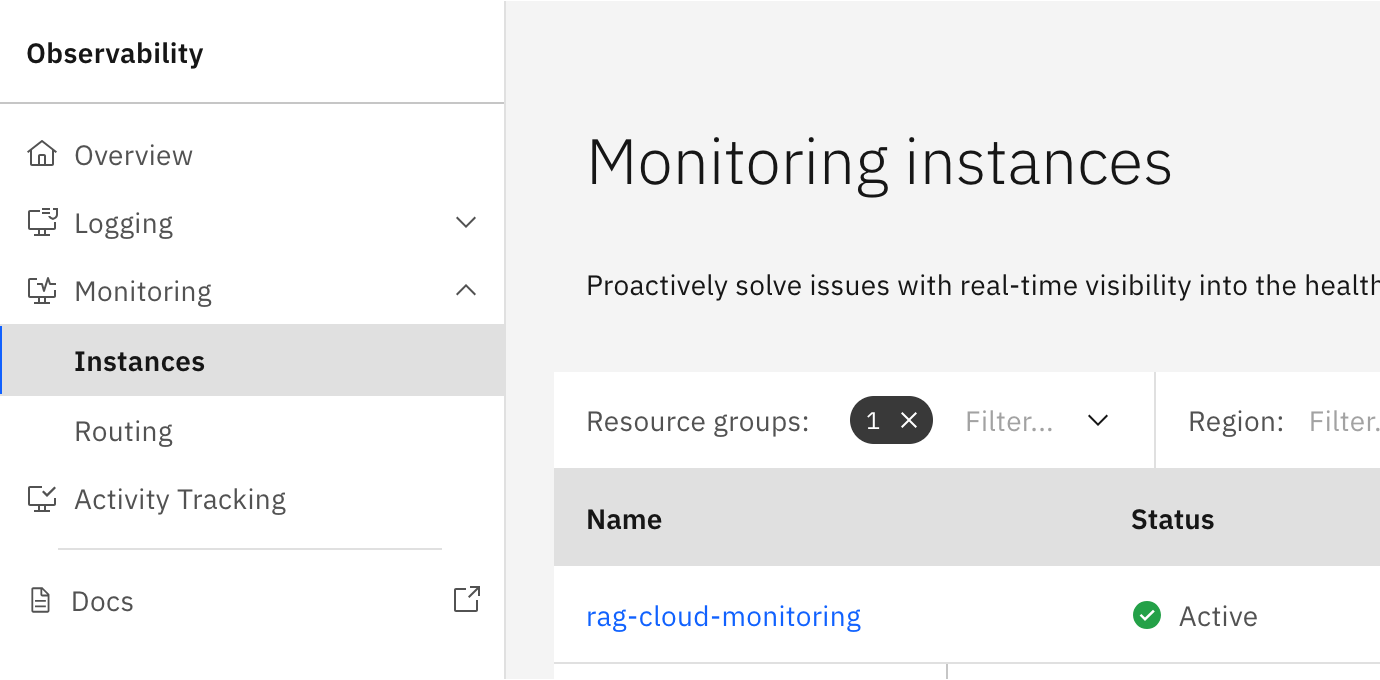 Observability
Overview
Logging
Monitoring
Instances
Routing
Activity Tracking
Docs
Monitoring instances
Proactively solve issues with real-time visibility into the health
Resource groups: 1 Filter... Region: Filter.
Name Status
rag-cloud-monitoring Active